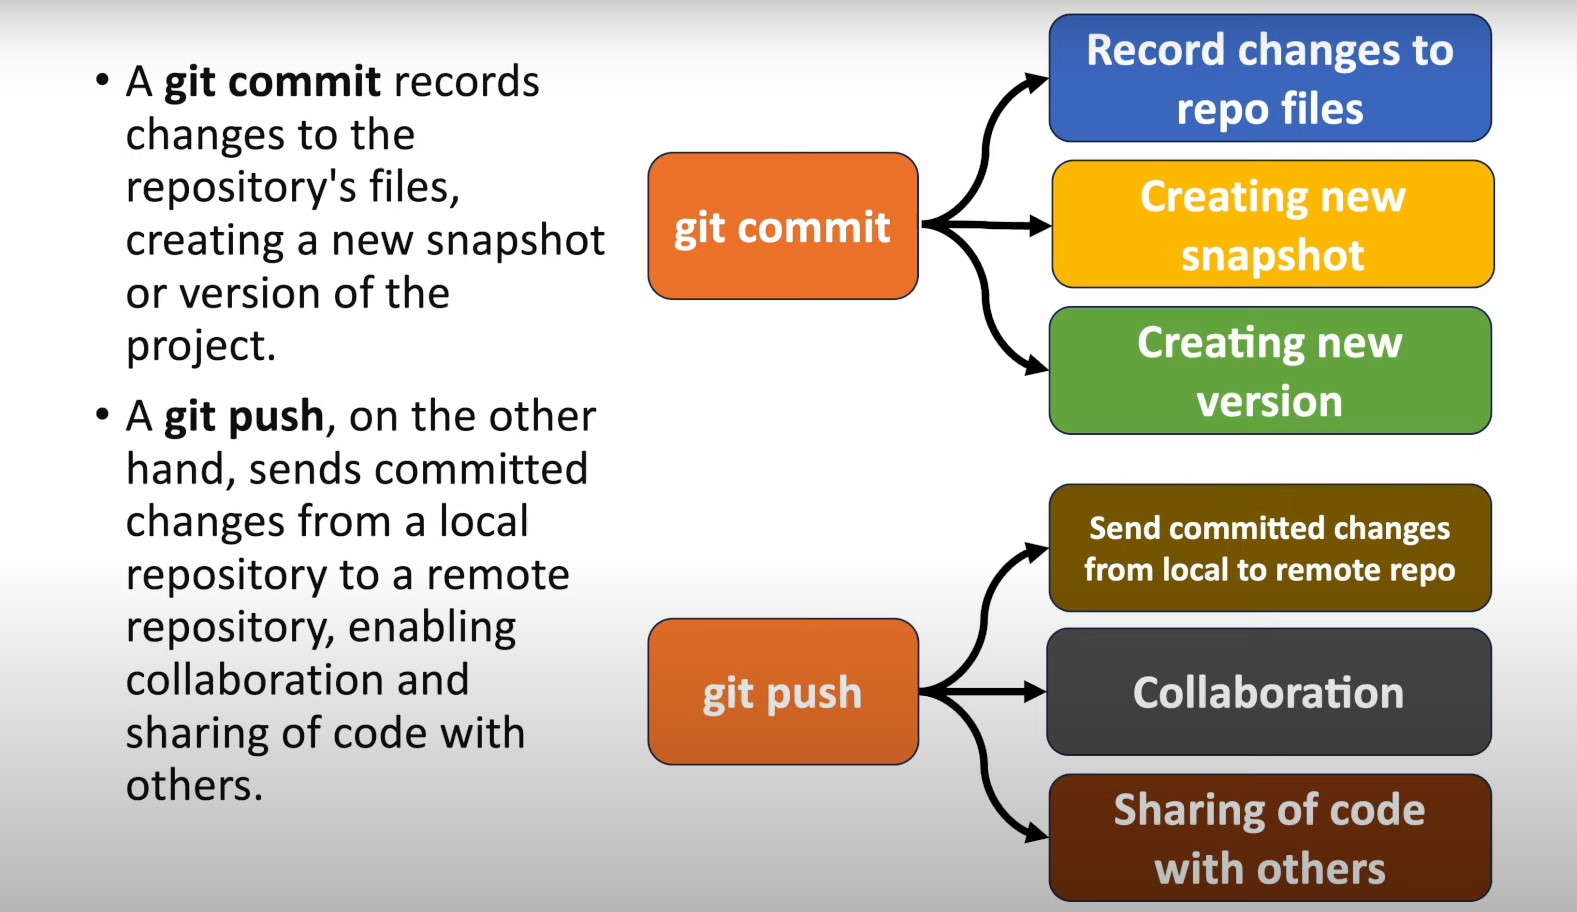 • A git commit records
changes to the
repository's files,
creating a new snapshot
or version of the
project.
• A git push, on the other
hand, sends committed
changes from a local
repository to a remote
repository, enabling
collaboration and
sharing of code with
others.
git commit
Record changes to
repo files
Creating new
snapshot
Creating new
version
git push
Send committed changes
from local to remote repo
Collaboration
Sharing of code
with others